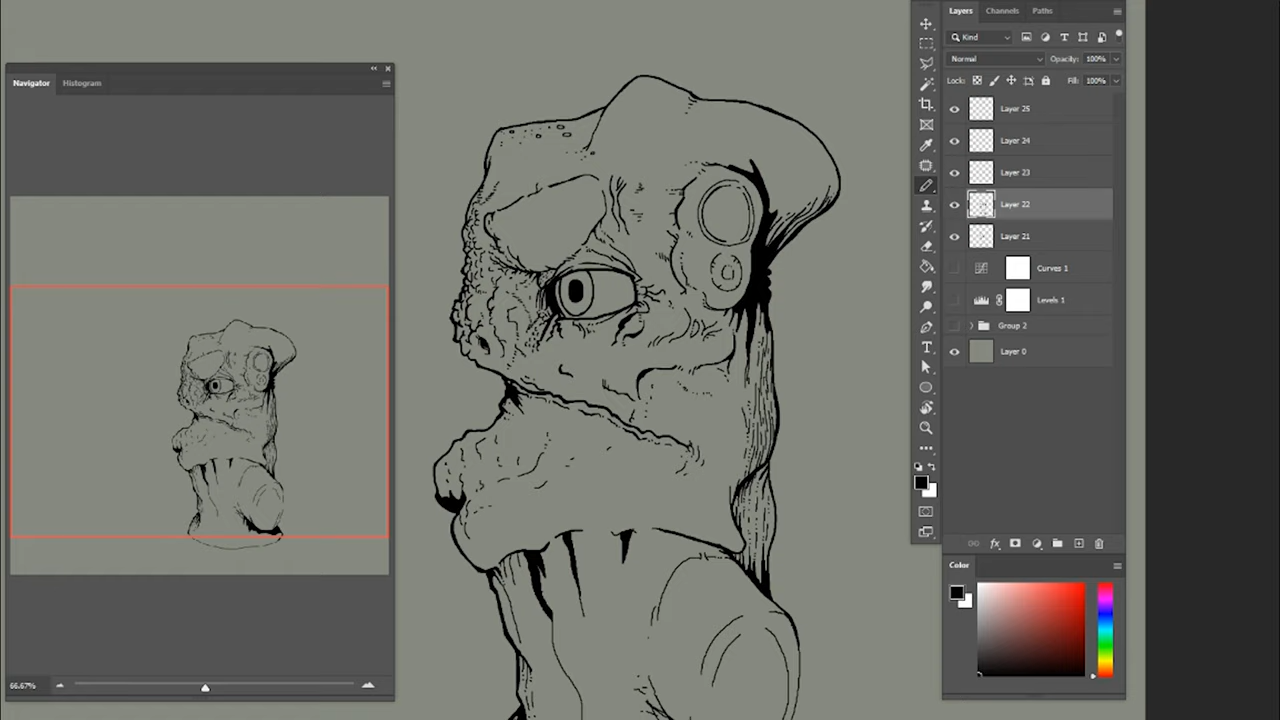 Navigator Histogram
66.67%
Layers Channels Paths
Kind
Normal Opacity: 100%
Lock: Fill: 100%
Layer 25
Layer 24
Layer 23
Layer 22
Layer 21
Curves 1
Levels 1
Group 2
Layer 0
fx
Color